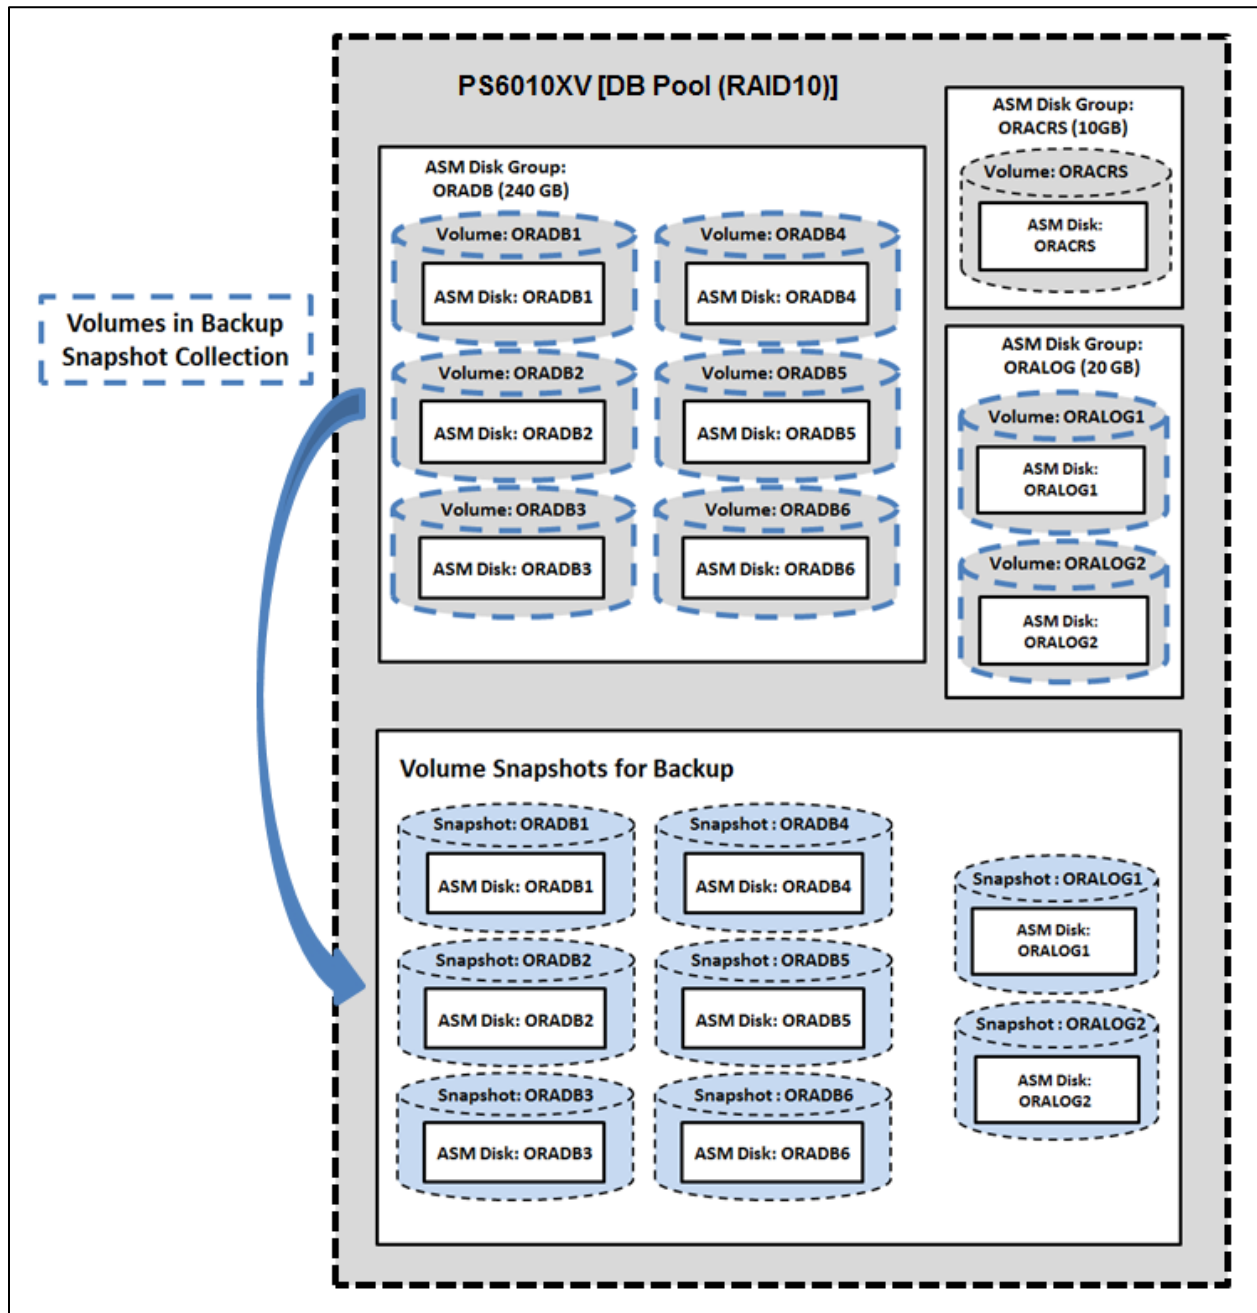 PS6010XV [DB Pool (RAID10)]
ASM Disk Group:
ORADB (240 GB)
Volume: ORADB1
ASM Disk: ORADB1
Volume: ORADB4
ASM Disk: ORADB4
Volume: ORADB2
ASM Disk: ORADB2
Volume: ORADB5
ASM Disk: ORADB5
Volume: ORADB3
ASM Disk: ORADB3
Volume: ORADB6
ASM Disk: ORADB6
ASM Disk Group:
ORACRS (10GB)
Volume: ORACRS
ASM Disk:
ORACRS
ASM Disk Group:
ORALOG (20 GB)
Volume: ORALOG1
ASM Disk:
ORALOG1
Volume: ORALOG2
ASM Disk:
ORALOG2
Volumes in Backup
Snapshot Collection
Volume Snapshots for Backup
Snapshot: ORADB1
ASM Disk: ORADB1
Snapshot : ORADB4
ASM Disk: ORADB4
Snapshot: ORADB2
ASM Disk: ORADB2
Snapshot : ORADB5
ASM Disk: ORADB5
Snapshot: ORADB3
ASM Disk: ORADB3
Snapshot : ORADB6
ASM Disk: ORADB6
Snapshot : ORALOG1
ASM Disk:
ORALOG1
Snapshot : ORALOG2
ASM Disk:
ORALOG2